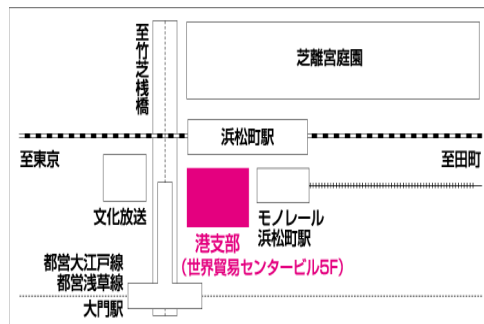 至竹芝桟橋
芝離宮庭園
浜松町駅
至東京
至田町
文化放送
モノレール
浜松町駅
港支部
（世界貿易センタービル5F）
都営大江戸線
都営浅草線
大門駅